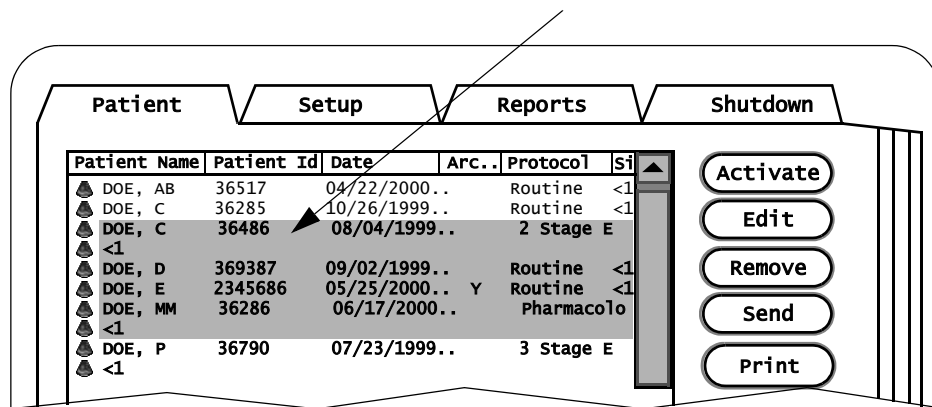 Patient Setup Reports Shutdown
Patient Name Patient Id Date Arc.. Protocol Si
DOE, AB 36517 04/22/2000.. Routine <1
DOE, C 36285 10/26/1999.. Routine <1
DOE, C 36486 08/04/1999.. 2 Stage E
<1
DOE, D 369387 09/02/1999.. Routine <1
DOE, E 2345686 05/25/2000.. Y Routine <1
DOE, MM 36286 06/17/2000.. Pharmacolo
<1
DOE, P 36790 07/23/1999.. 3 Stage E
<1
Activate
Edit
Remove
Send
Print